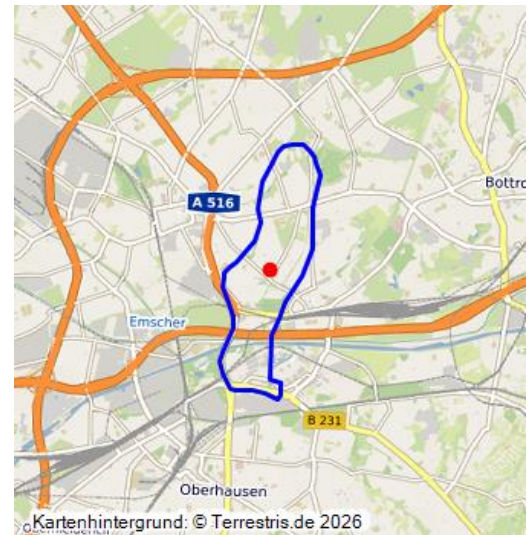 A 516
Bottro
Emscher
B 231
Oberhausen
Kartenhintergrund: © Terrestris.de 2026